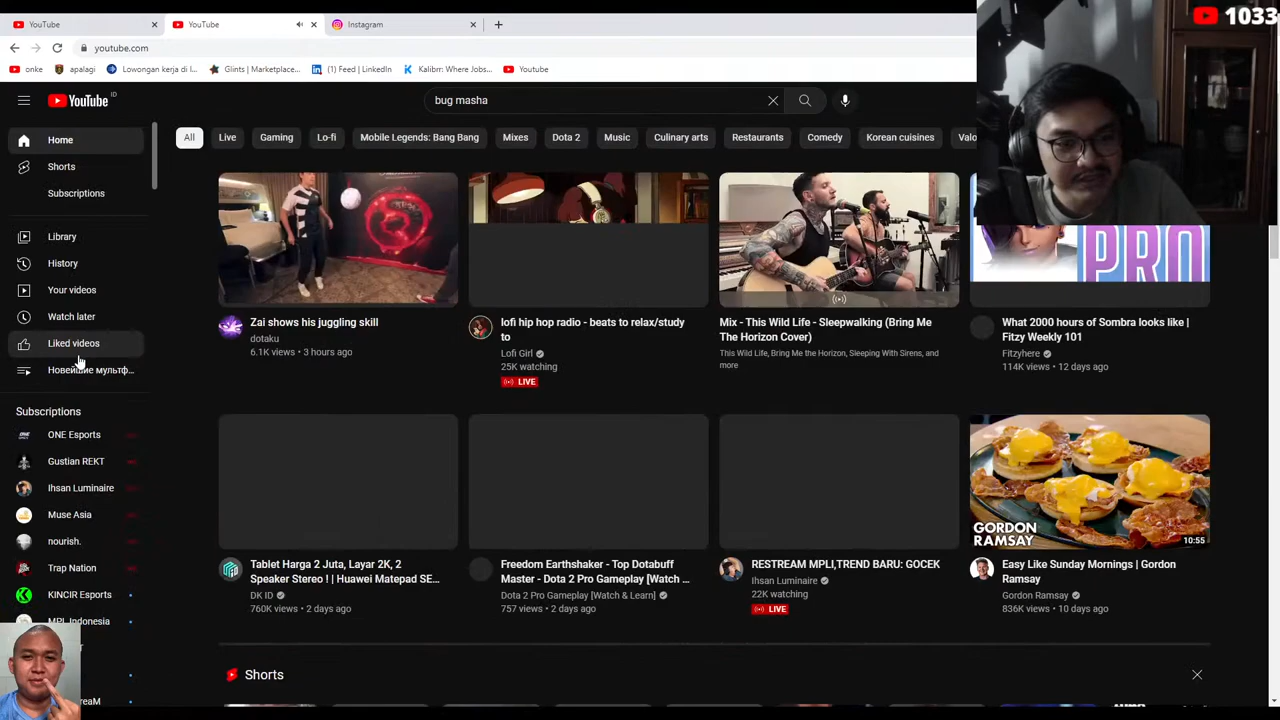 YouTube
YouTube
Instagram
1033
youtube.com
onke
apalagi
Lowongan kerja di I...
Glints | Marketplace...
(1) Feed | LinkedIn
Kalibrr: Where Jobs...
Youtube
YouTube ID
bug masha
Home
Shorts
Subscriptions
Library
History
Your videos
Watch later
Liked videos
Новейшие мультф...
Subscriptions
ONE Esports
Gustian REKT
Ihsan Luminaire
Muse Asia
nourish.
Trap Nation
KINCIR Esports
MPL Indonesia
All
Live
Gaming
Lo-fi
Mobile Legends: Bang Bang
Mixes
Dota 2
Music
Culinary arts
Restaurants
Comedy
Korean cuisines
Valo
Zai shows his juggling skill
dotaku
6.1K views • 3 hours ago
lofi hip hop radio - beats to relax/study
to
Lofi Girl
25K watching
LIVE
Mix - This Wild Life - Sleepwalking (Bring Me
The Horizon Cover)
This Wild Life, Bring Me the Horizon, Sleeping With Sirens, and
more
PRO
What 2000 hours of Sombra looks like |
Fitzy Weekly 101
Fitzyhere
114K views • 12 days ago
Tablet Harga 2 Juta, Layar 2K, 2
Speaker Stereo ! | Huawei Matepad SE...
DK ID
760K views • 2 days ago
Freedom Earthshaker - Top Dotabuff
Master - Dota 2 Pro Gameplay [Watch ...
Dota 2 Pro Gameplay [Watch & Learn]
757 views • 2 days ago
RESTREAM MPLI,TREND BARU: GOCEK
Ihsan Luminaire
22K watching
LIVE
GORDON
RAMSAY
10:55
Easy Like Sunday Mornings | Gordon
Ramsay
Gordon Ramsay
836K views • 10 days ago
Shorts